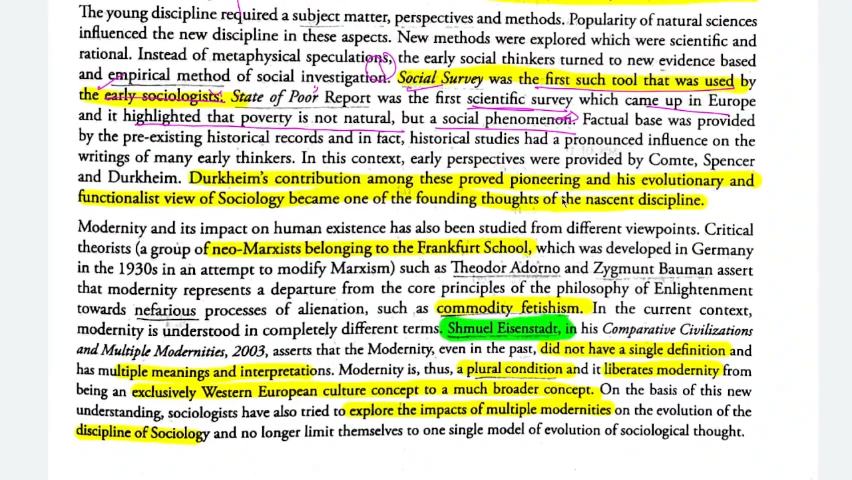 The young discipline required a subject matter, perspectives and methods. Popularity of natural sciences
influenced the new discipline in these aspects. New methods were explored which were scientific and
rational. Instead of metaphysical speculations, the early social thinkers turned to new evidence based
and empirical method of social investigation. Social Survey was the first such tool that was used by
the early sociologists. State of Poor Report was the first scientific survey which came up in Europe
and it highlighted that poverty is not natural, but a social phenomenon. Factual base was provided
by the pre-existing historical records and in fact, historical studies had a pronounced influence on the
writings of many early thinkers. In this context, early perspectives were provided by Comte, Spencer
and Durkheim. Durkheim's contribution among these proved pioneering and his evolutionary and
functionalist view of Sociology became one of the founding thoughts of the nascent discipline.
Modernity and its impact on human existence has also been studied from different viewpoints. Critical
theorists (a group of neo-Marxists belonging to the Frankfurt School, which was developed in Germany
in the 1930s in an attempt to modify Marxism) such as Theodor Adorno and Zygmunt Bauman assert
that modernity represents a departure from the core principles of the philosophy of Enlightenment
towards nefarious processes of alienation, such as commodity fetishism. In the current context,
modernity is understood in completely different terms. Shmuel Eisenstadt, in his Comparative Civilizations
and Multiple Modernities, 2003, asserts that the Modernity, even in the past, did not have a single definition and
has multiple meanings and interpretations. Modernity is, thus, a plural condition and it liberates modernity from
being an exclusively Western European culture concept to a much broader concept. On the basis of this new
understanding, sociologists have also tried to explore the impacts of multiple modernities on the evolution of the
discipline of Sociology and no longer limit themselves to one single model of evolution of sociological thought.